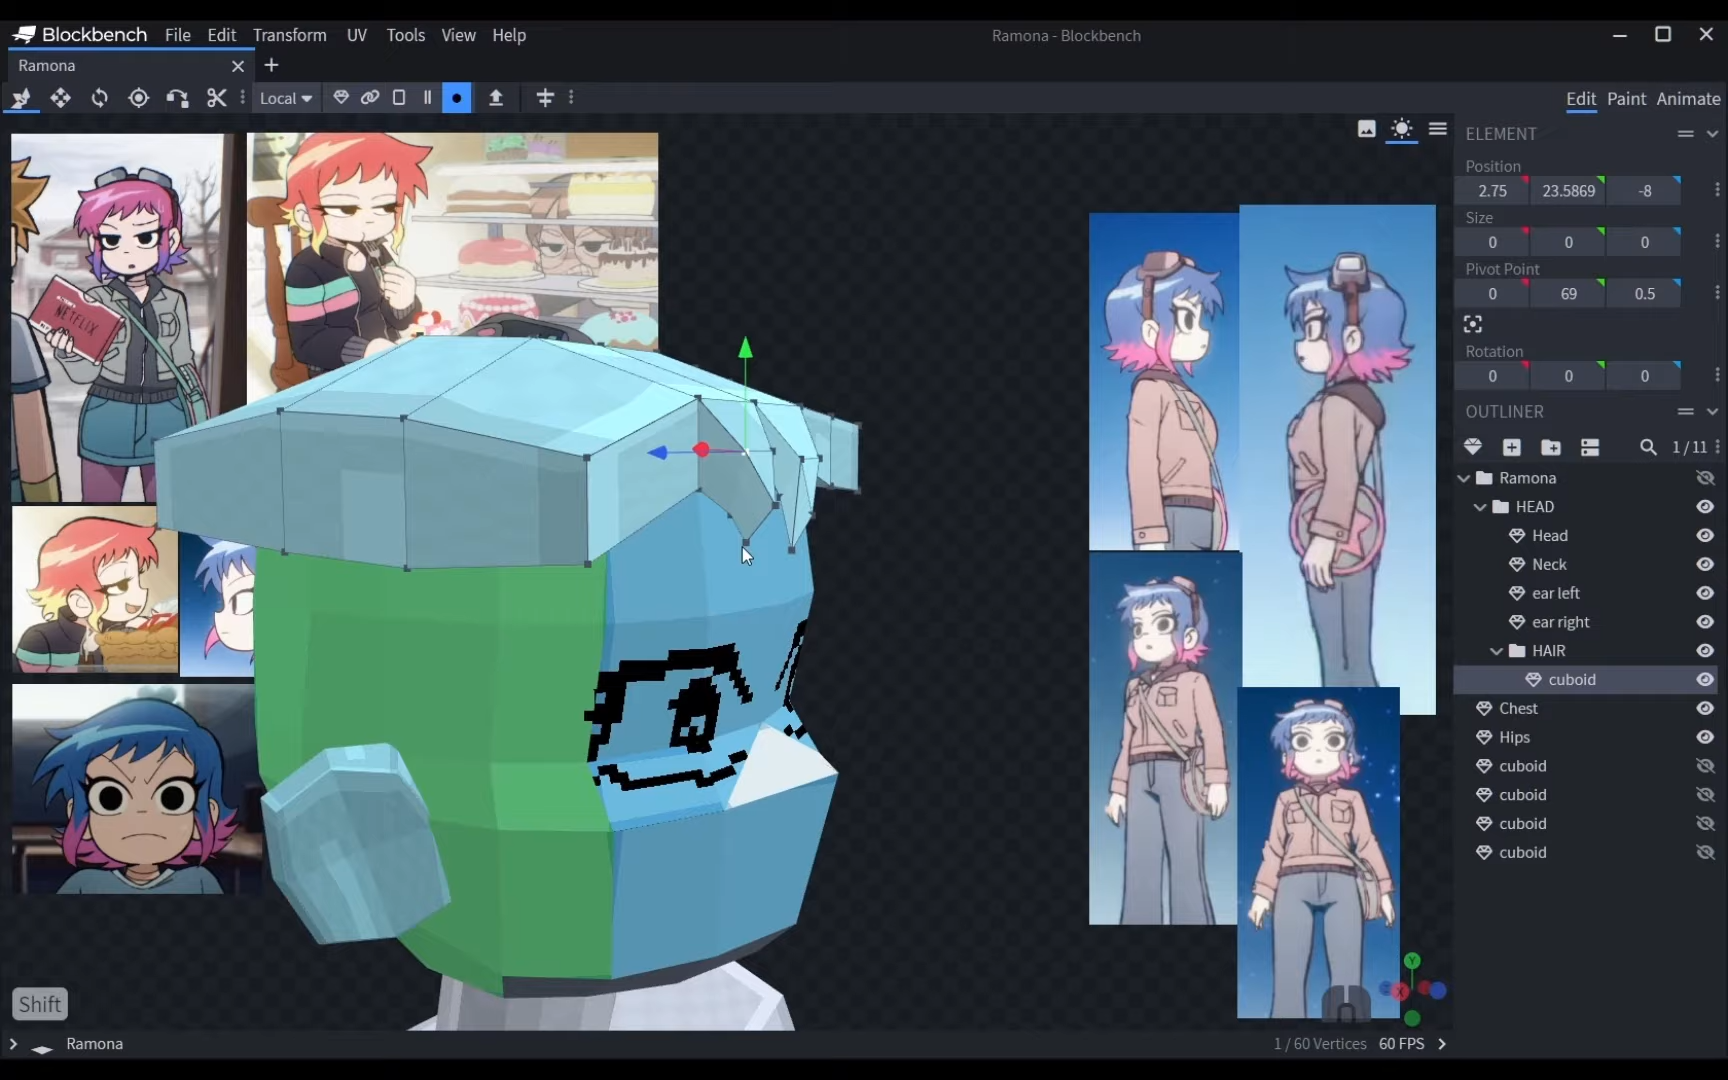 Blockbench File Edit Transform UV Tools View Help Ramona - Blockbench
Ramona
Local
Edit Paint Animate
ELEMENT
Position
2.75 23.5869 -8
Size
0 0 0
Pivot Point
0 69 0.5
Rotation
0 0 0
OUTLINER
1 / 11
Ramona
HEAD
Head
Neck
ear left
ear right
HAIR
cuboid
Chest
Hips
cuboid
cuboid
cuboid
cuboid
NETFLIX
Y
X
Shift
Ramona 1 / 60 Vertices 60 FPS